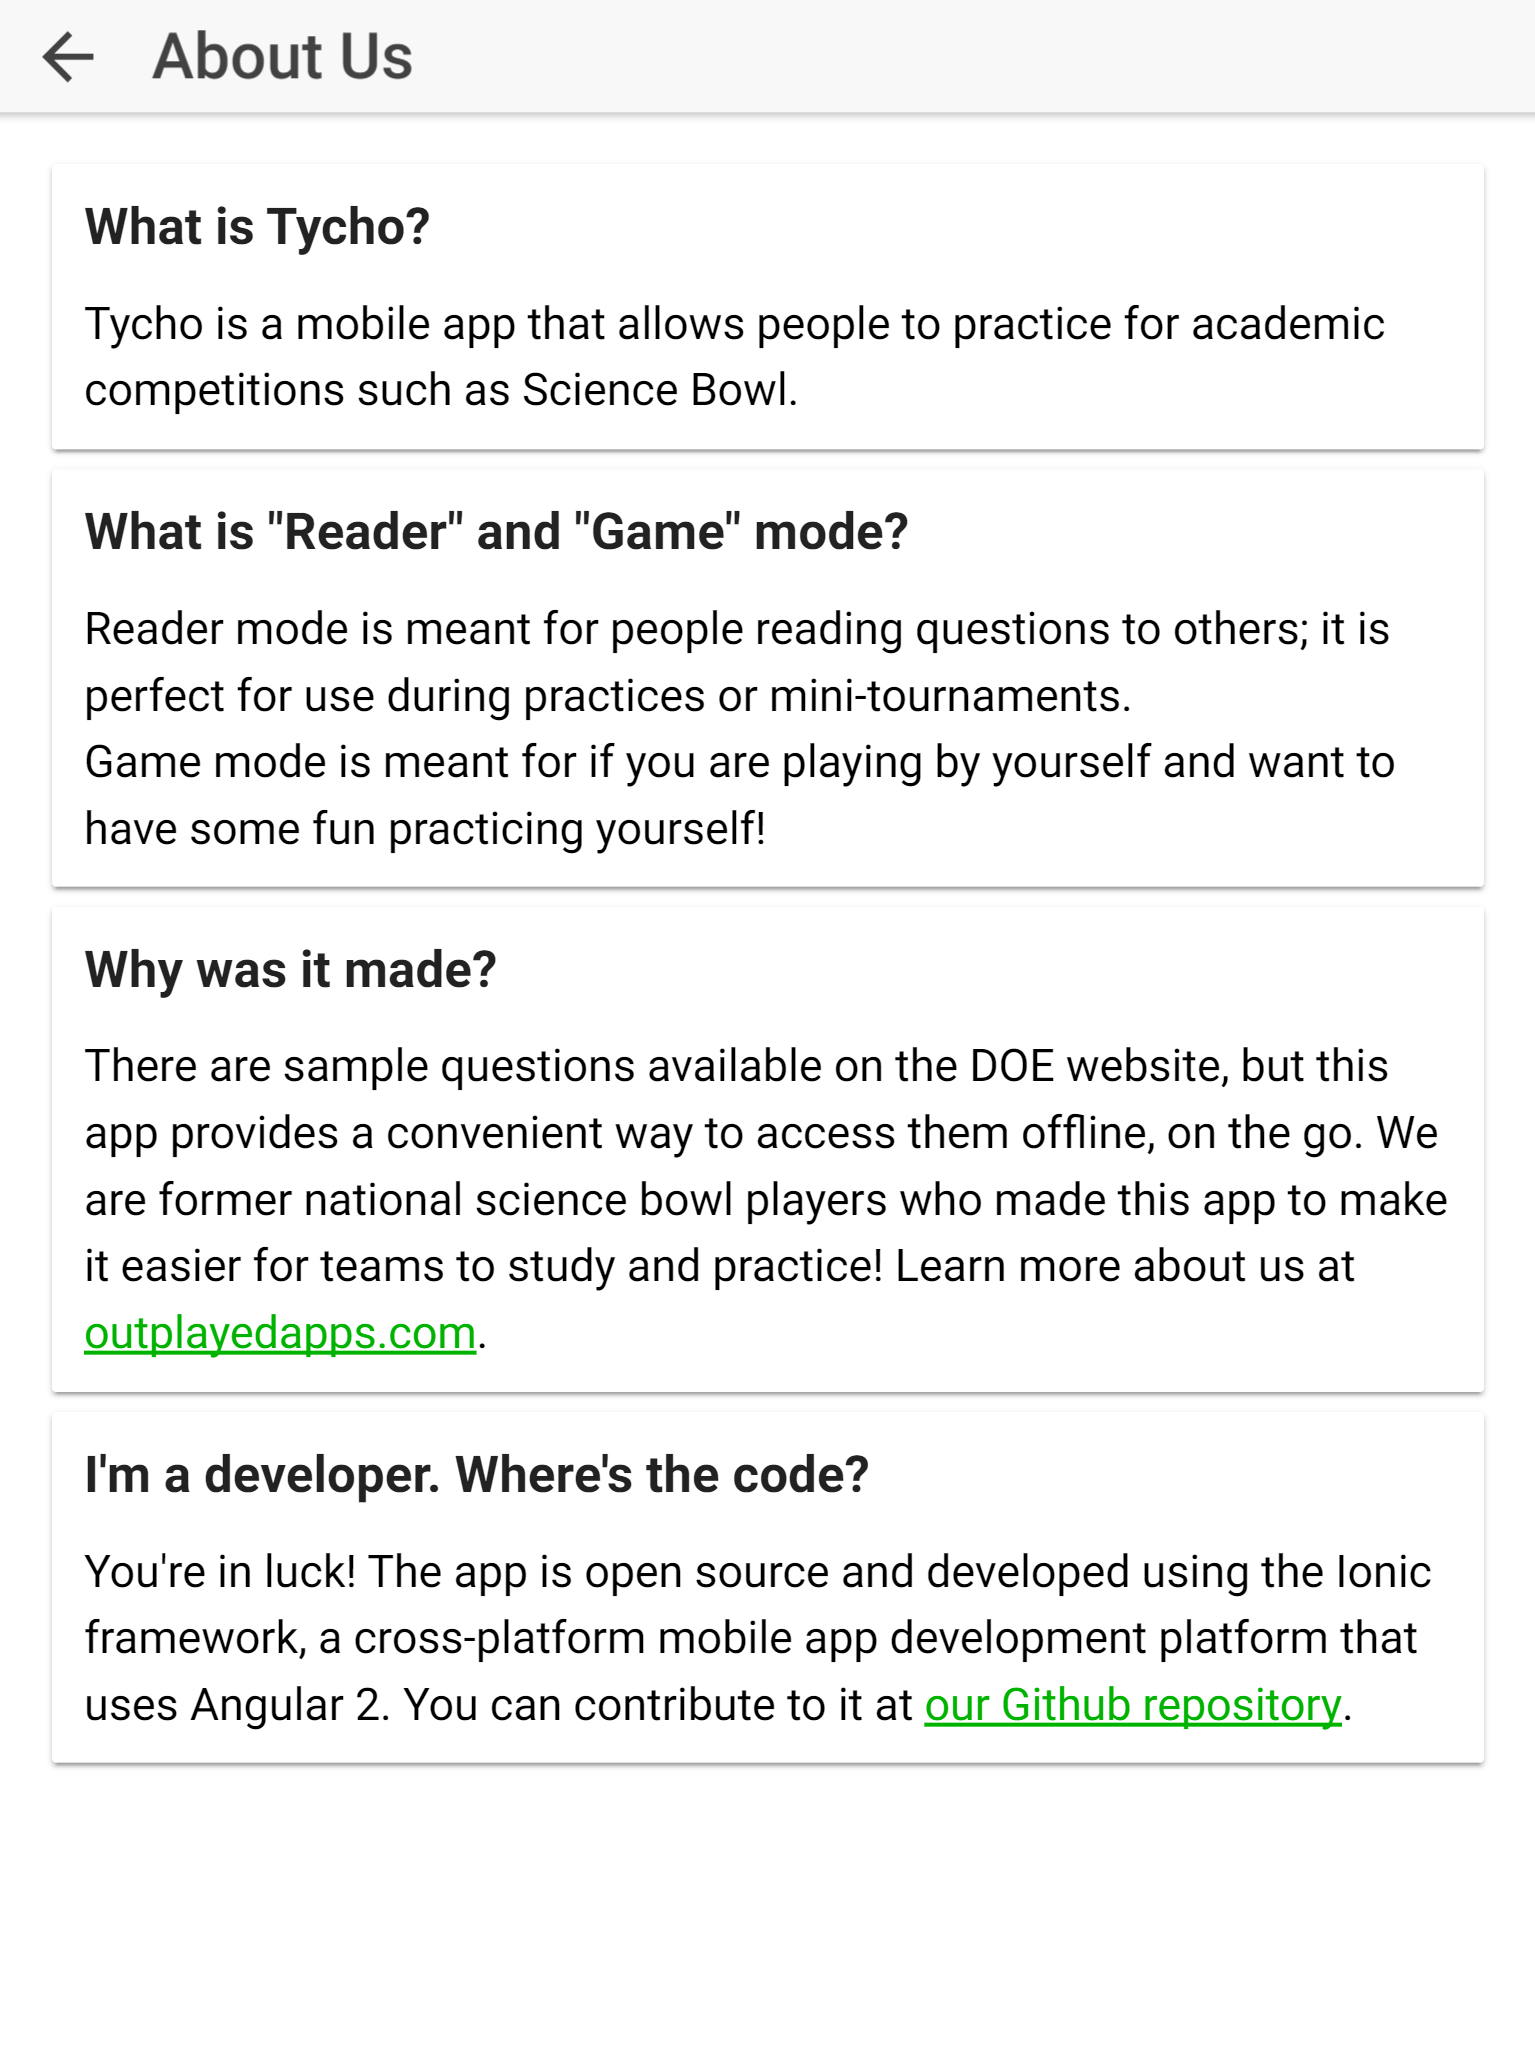 About Us
What is Tycho?
Tycho is a mobile app that allows people to practice for academic
competitions such as Science Bowl.
What is "Reader" and "Game" mode?
Reader mode is meant for people reading questions to others; it is
perfect for use during practices or mini-tournaments.
Game mode is meant for if you are playing by yourself and want to
have some fun practicing yourself!
Why was it made?
There are sample questions available on the DOE website, but this
app provides a convenient way to access them offline, on the go. We
are former national science bowl players who made this app to make
it easier for teams to study and practice! Learn more about us at
outplayedapps.com.
I'm a developer. Where's the code?
You're in luck! The app is open source and developed using the Ionic
framework, a cross-platform mobile app development platform that
uses Angular 2. You can contribute to it at our Github repository.